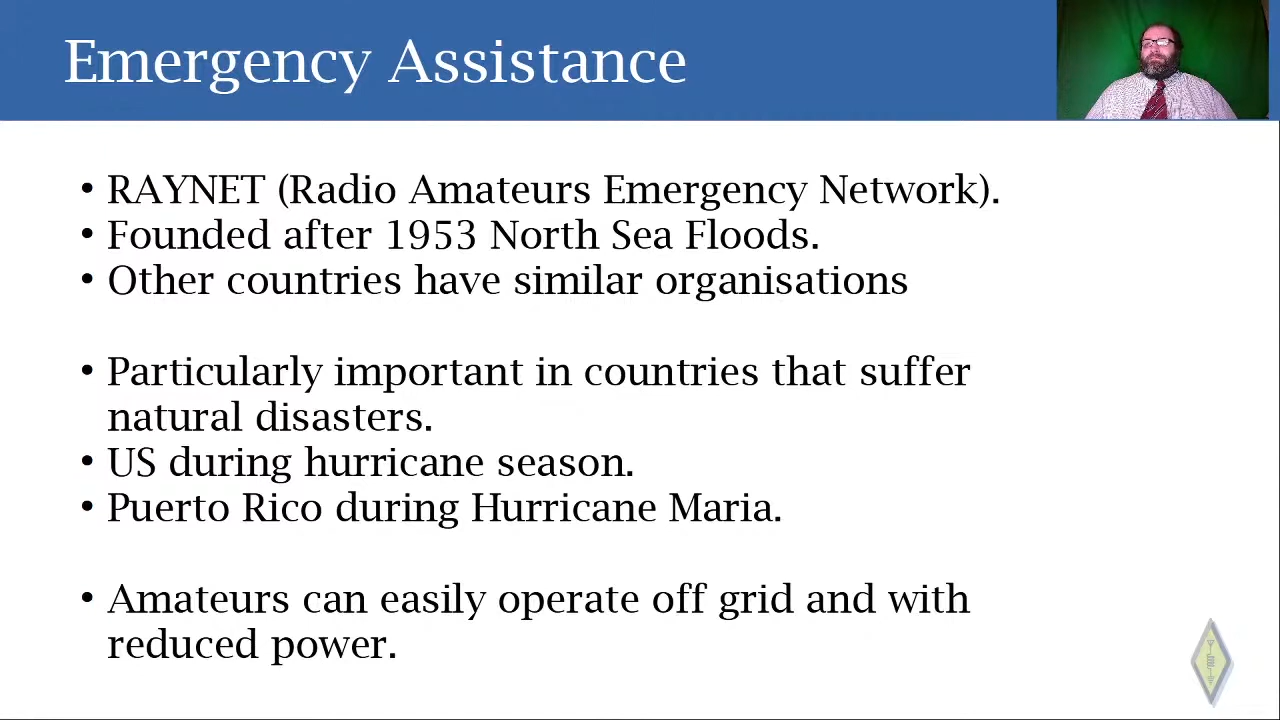 Emergency Assistance
• RAYNET (Radio Amateurs Emergency Network).
• Founded after 1953 North Sea Floods.
• Other countries have similar organisations
• Particularly important in countries that suffer
natural disasters.
• US during hurricane season.
• Puerto Rico during Hurricane Maria.
• Amateurs can easily operate off grid and with
reduced power.